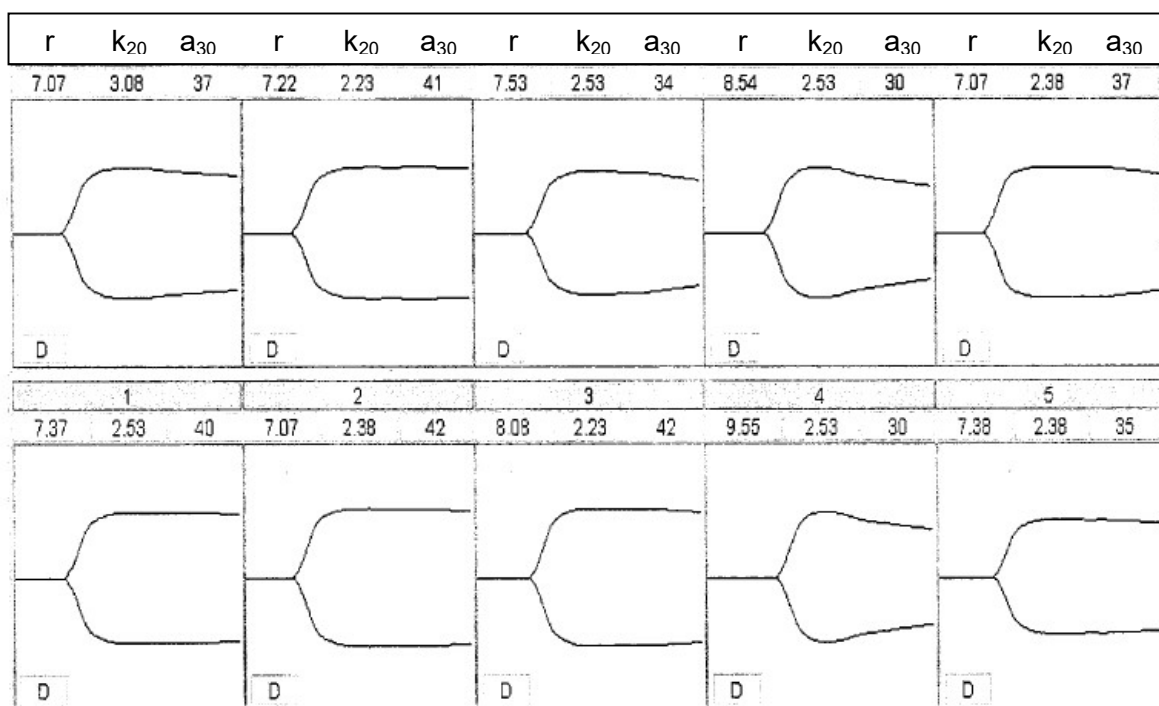 r k₂₀ a₃₀ r k₂₀ a₃₀ r k₂₀ a₃₀ r k₂₀ a₃₀ r k₂₀ a₃₀
7.07 3.08 37 7.22 2.23 41 7.53 2.53 34 8.54 2.53 30 7.07 2.38 37
D D D D D
1 2 3 4 5
7.37 2.53 40 7.07 2.38 42 8.08 2.23 42 9.55 2.53 30 7.38 2.38 35
D D D D D